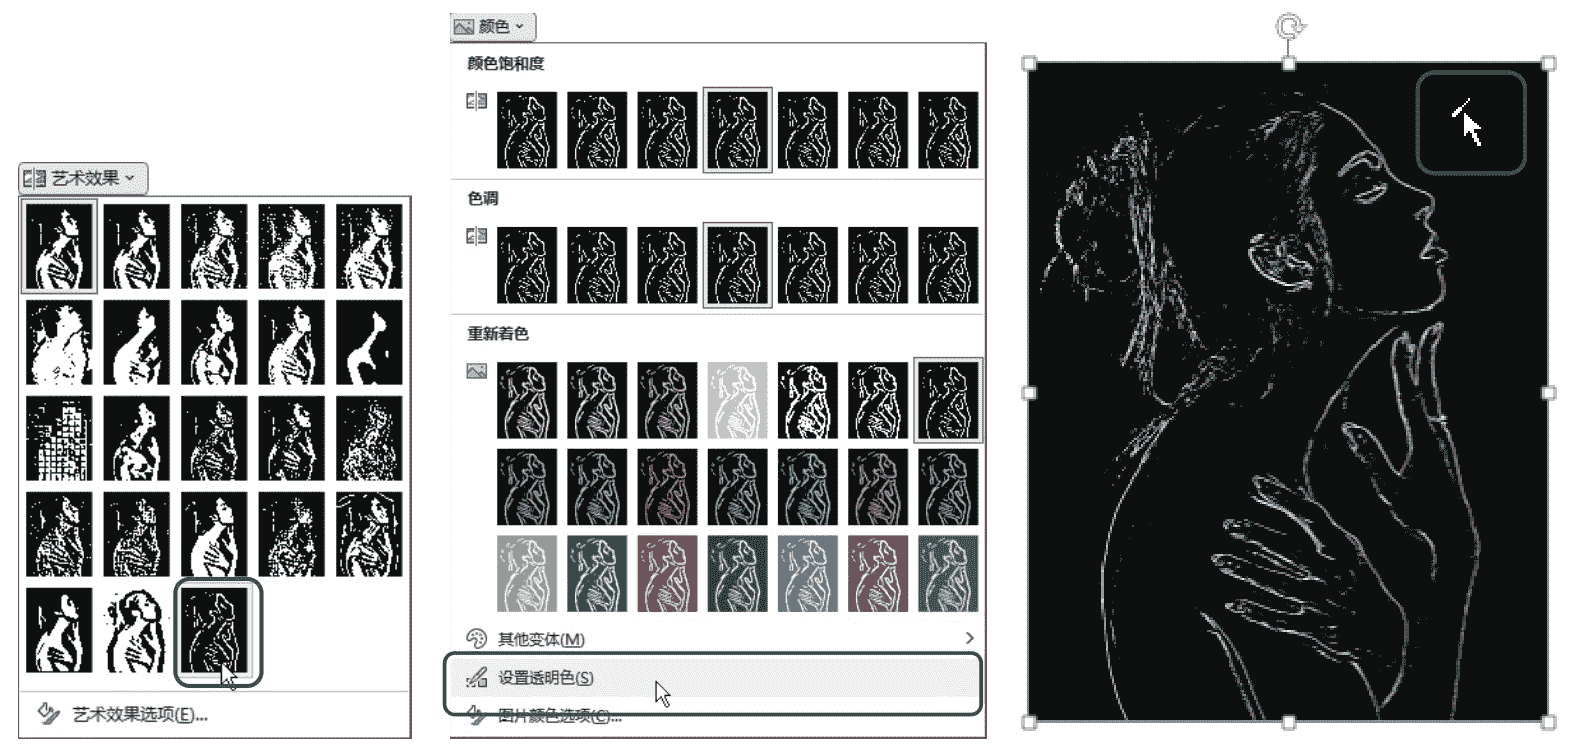 艺术效果
艺术效果选项(E)...
颜色
颜色饱和度
色调
重新着色
其他变体(M)
设置透明色(S)
图片颜色选项(C)...